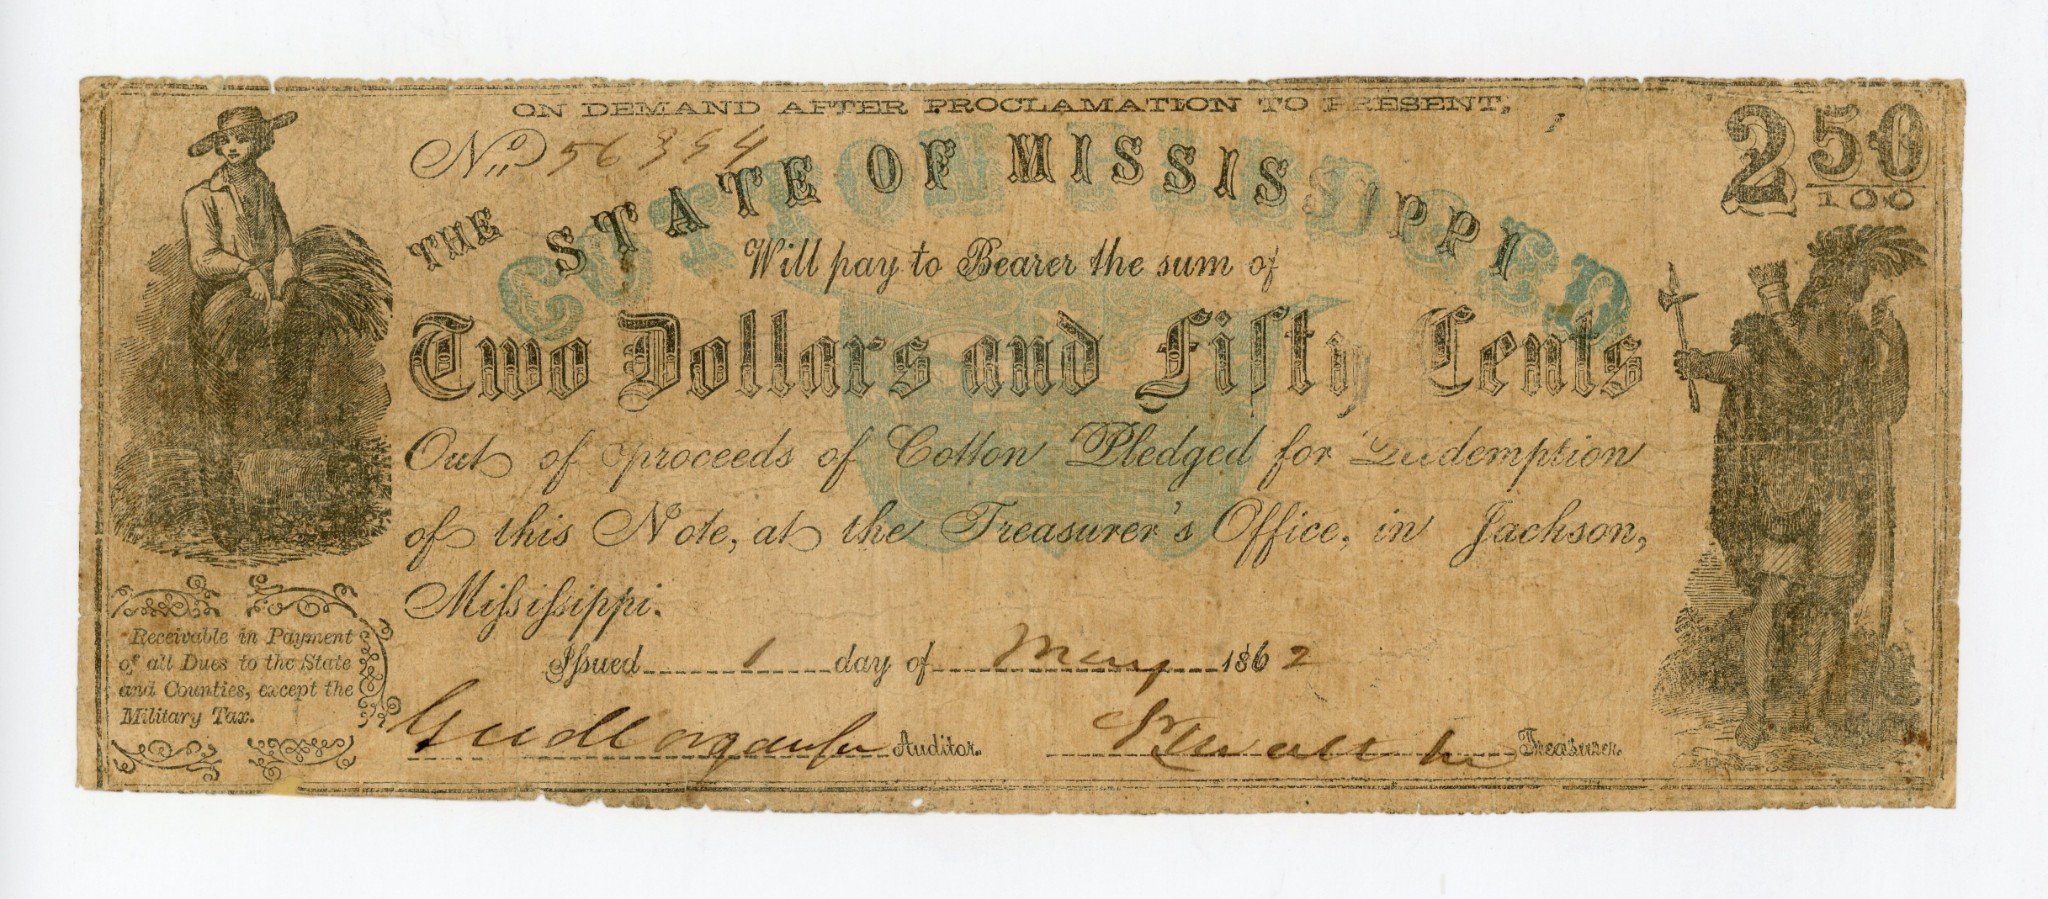 ON DEMAND AFTER PROCLAMATION TO PRESENT,
No 56394
2 50/100
THE STATE OF MISSISSIPPI
COTTON PLEDGED
Will pay to Bearer the sum of
Two Dollars and Fifty Cents
Out of proceeds of Cotton Pledged for Redemption
of this Note, at the Treasurer's Office, in Jackson,
Mississippi.
Issued 1 day of May 1862
Receivable in Payment
of all Dues to the State
and Counties, except the
Military Tax.
Auditor.
Treasurer.